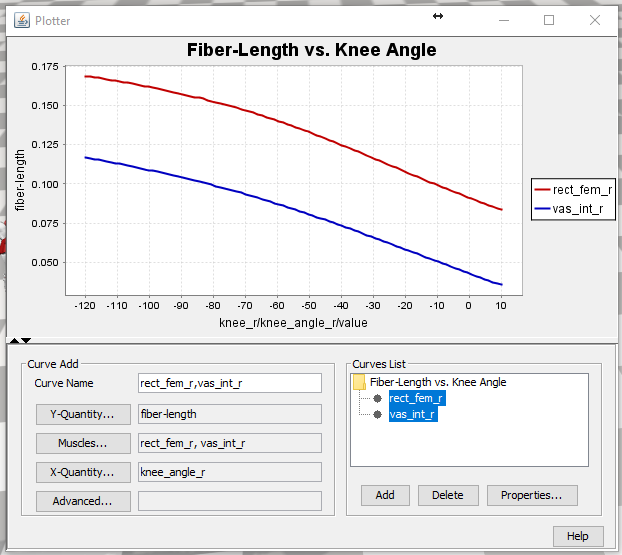 Plotter
Fiber-Length vs. Knee Angle
0.175
0.150
0.125
0.100
0.075
0.050
fiber-length
-120 -110 -100 -90 -80 -70 -60 -50 -40 -30 -20 -10 0 10
knee_r/knee_angle_r/value
rect_fem_r
vas_int_r
Curve Add
Curve Name rect_fem_r,vas_int_r
Y-Quantity... fiber-length
Muscles... rect_fem_r, vas_int_r
X-Quantity... knee_angle_r
Advanced...
Curves List
Fiber-Length vs. Knee Angle
rect_fem_r
vas_int_r
Add Delete Properties...
Help